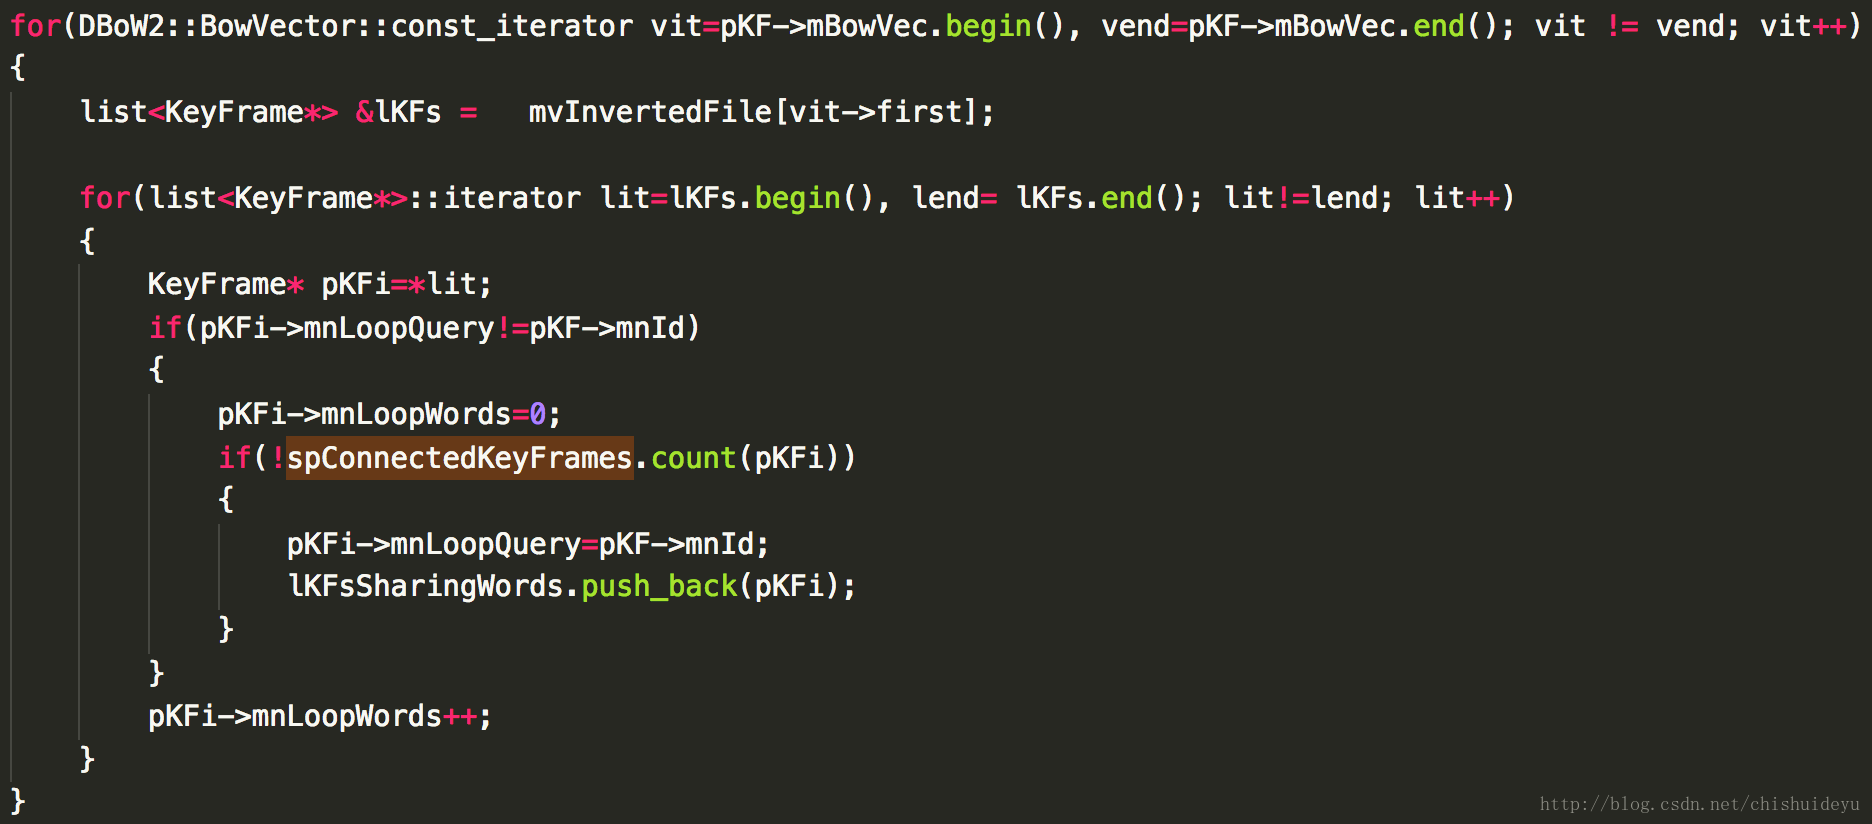 for(DBoW2::BowVector::const_iterator vit=pKF->mBowVec.begin(), vend=pKF->mBowVec.end(); vit != vend; vit++)
{
    list<KeyFrame*> &lKFs =   mvInvertedFile[vit->first];
    for(list<KeyFrame*>::iterator lit=lKFs.begin(), lend= lKFs.end(); lit!=lend; lit++)
    {
        KeyFrame* pKFi=*lit;
        if(pKFi->mnLoopQuery!=pKF->mnId)
        {
            pKFi->mnLoopWords=0;
            if(!spConnectedKeyFrames.count(pKFi))
            {
                pKFi->mnLoopQuery=pKF->mnId;
                lKFsSharingWords.push_back(pKFi);
            }
        }
        pKFi->mnLoopWords++;
    }
}
http://blog.csdn.net/chishuideyu